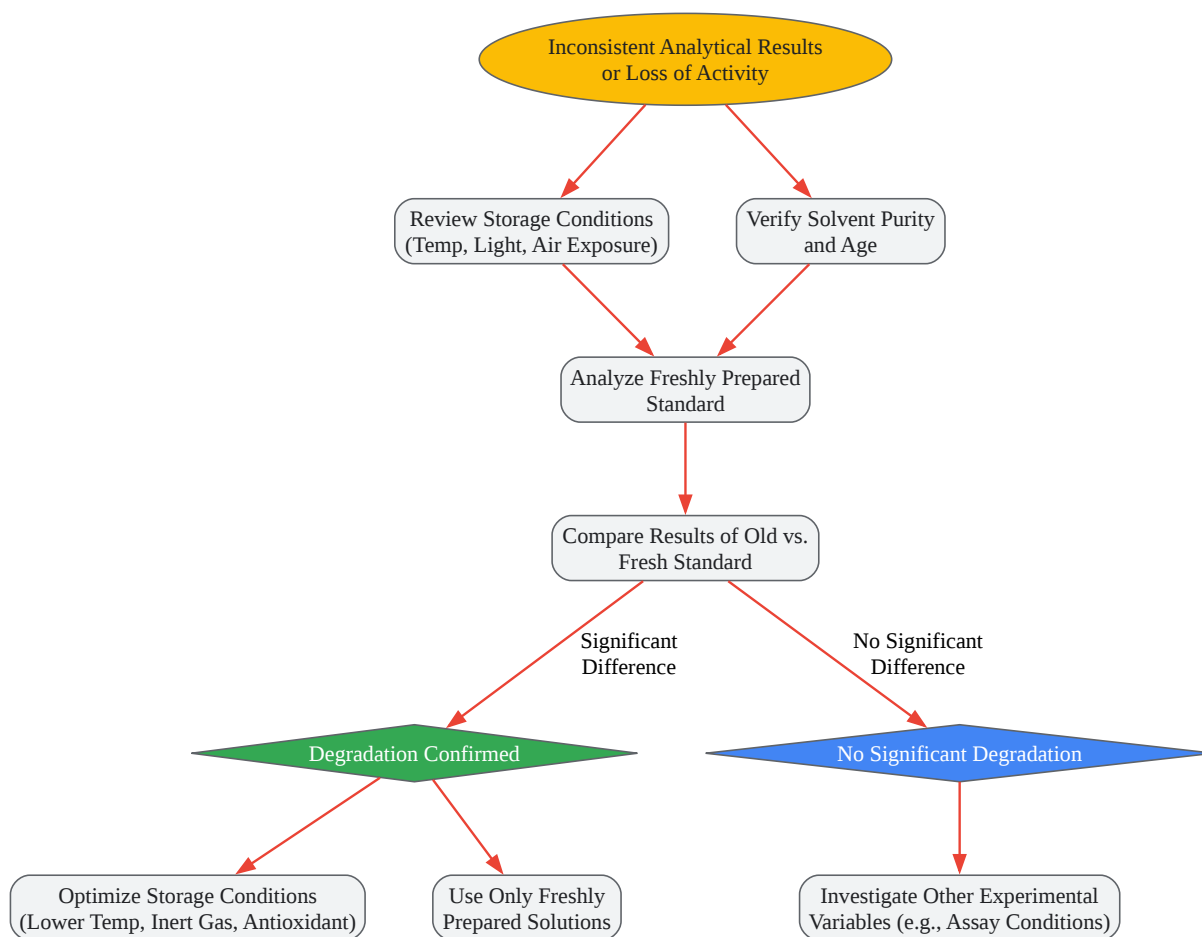 Inconsistent Analytical Results
or Loss of Activity
Review Storage Conditions
(Temp, Light, Air Exposure)
Verify Solvent Purity
and Age
Analyze Freshly Prepared
Standard
Compare Results of Old vs.
Fresh Standard
Significant
Difference
No Significant
Difference
Degradation Confirmed
No Significant Degradation
Optimize Storage Conditions
(Lower Temp, Inert Gas, Antioxidant)
Use Only Freshly
Prepared Solutions
Investigate Other Experimental
Variables (e.g., Assay Conditions)